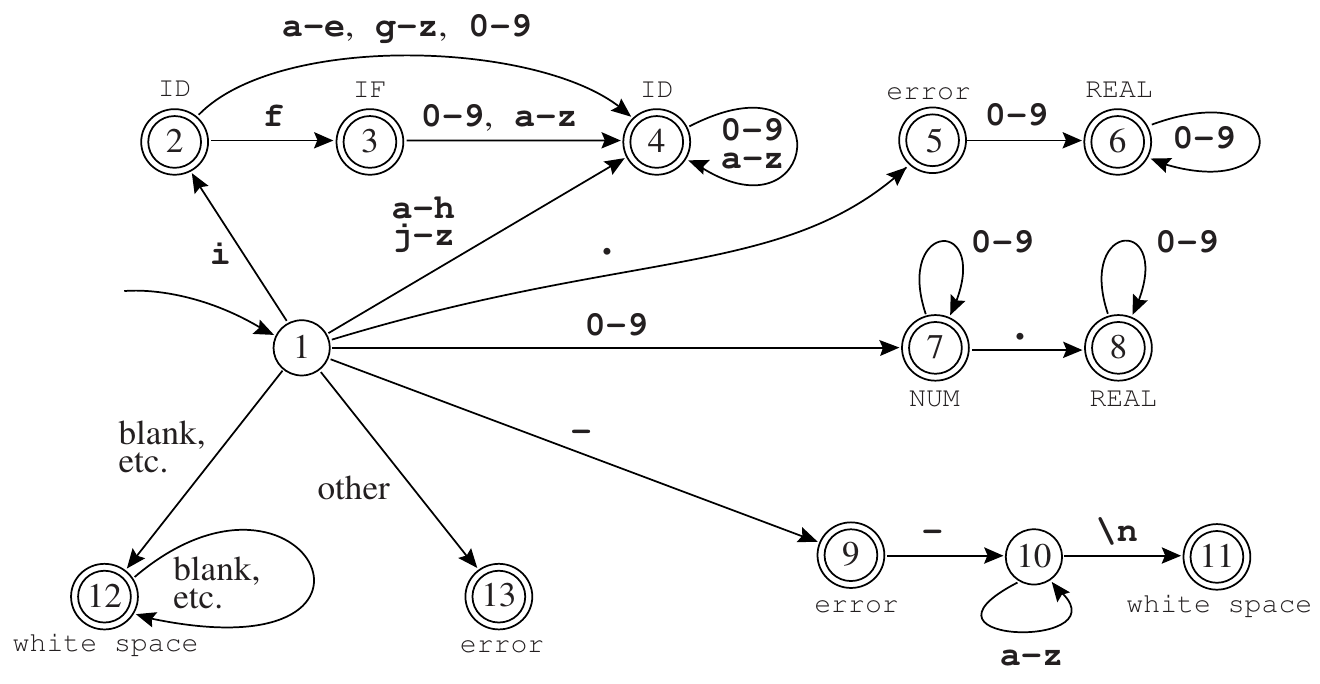 a–e, g–z, 0–9
ID
IF
ID
error
REAL
2
f
3
0–9, a–z
4
0–9
a–z
5
0–9
6
0–9
a–h
j–z
i
.
0–9
0–9
0–9
1
7
.
8
NUM
REAL
blank,
etc.
–
other
\n
12
blank,
etc.
13
9
–
10
11
white space
error
error
white space
a–z